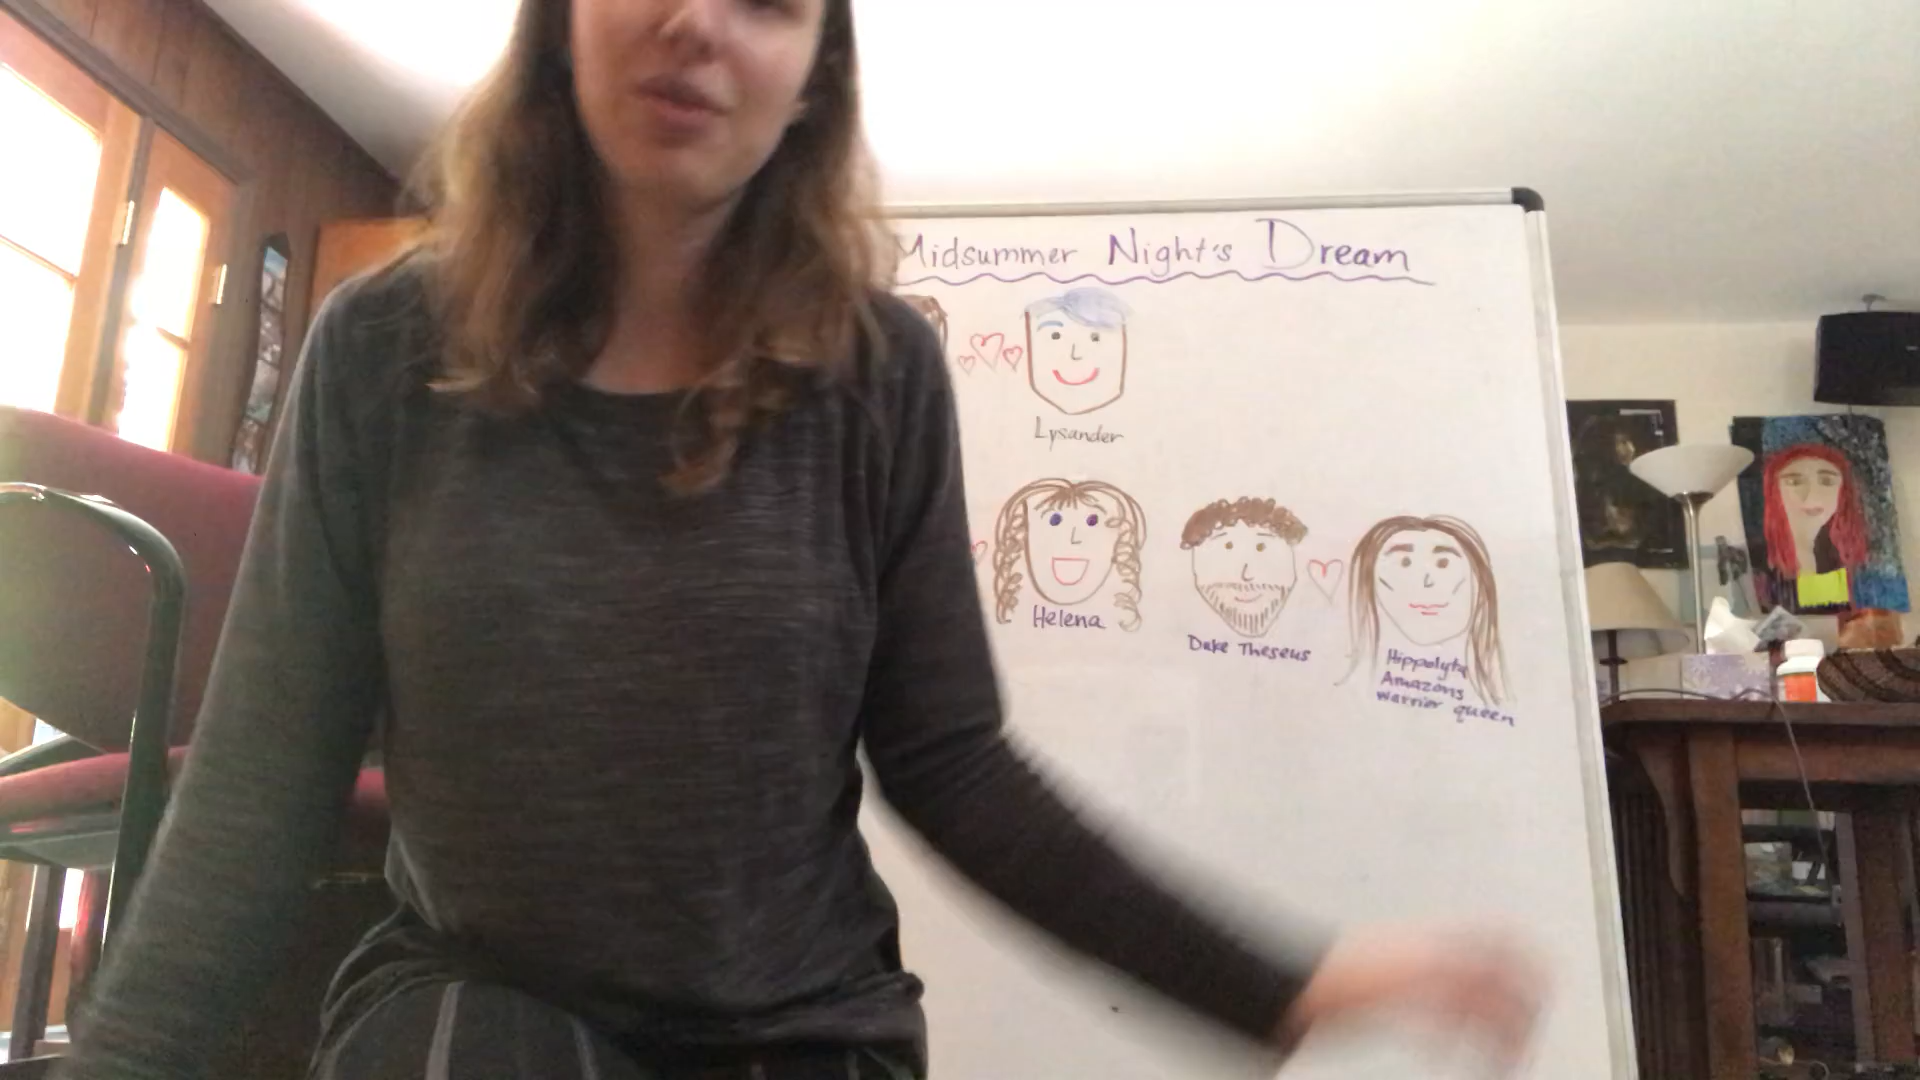 Midsummer Night's Dream
Lysander
Helena
Duke Theseus
Hippolyta
Amazons
warrior queen